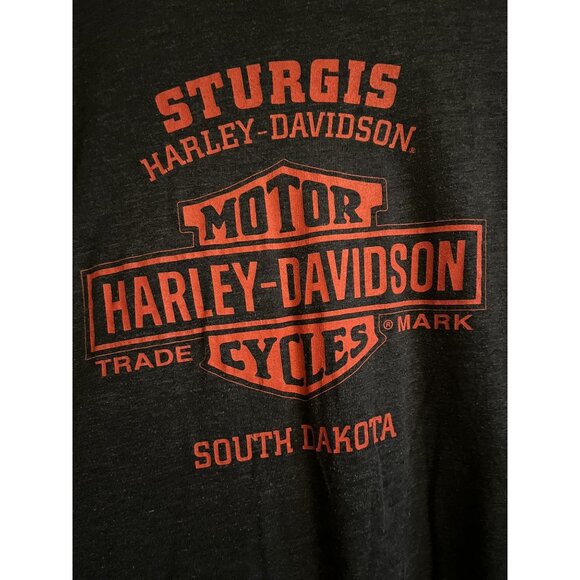 STURGIS
HARLEY-DAVIDSON®
MOTOR
HARLEY-DAVIDSON
TRADE CYCLES ® MARK
SOUTH DAKOTA